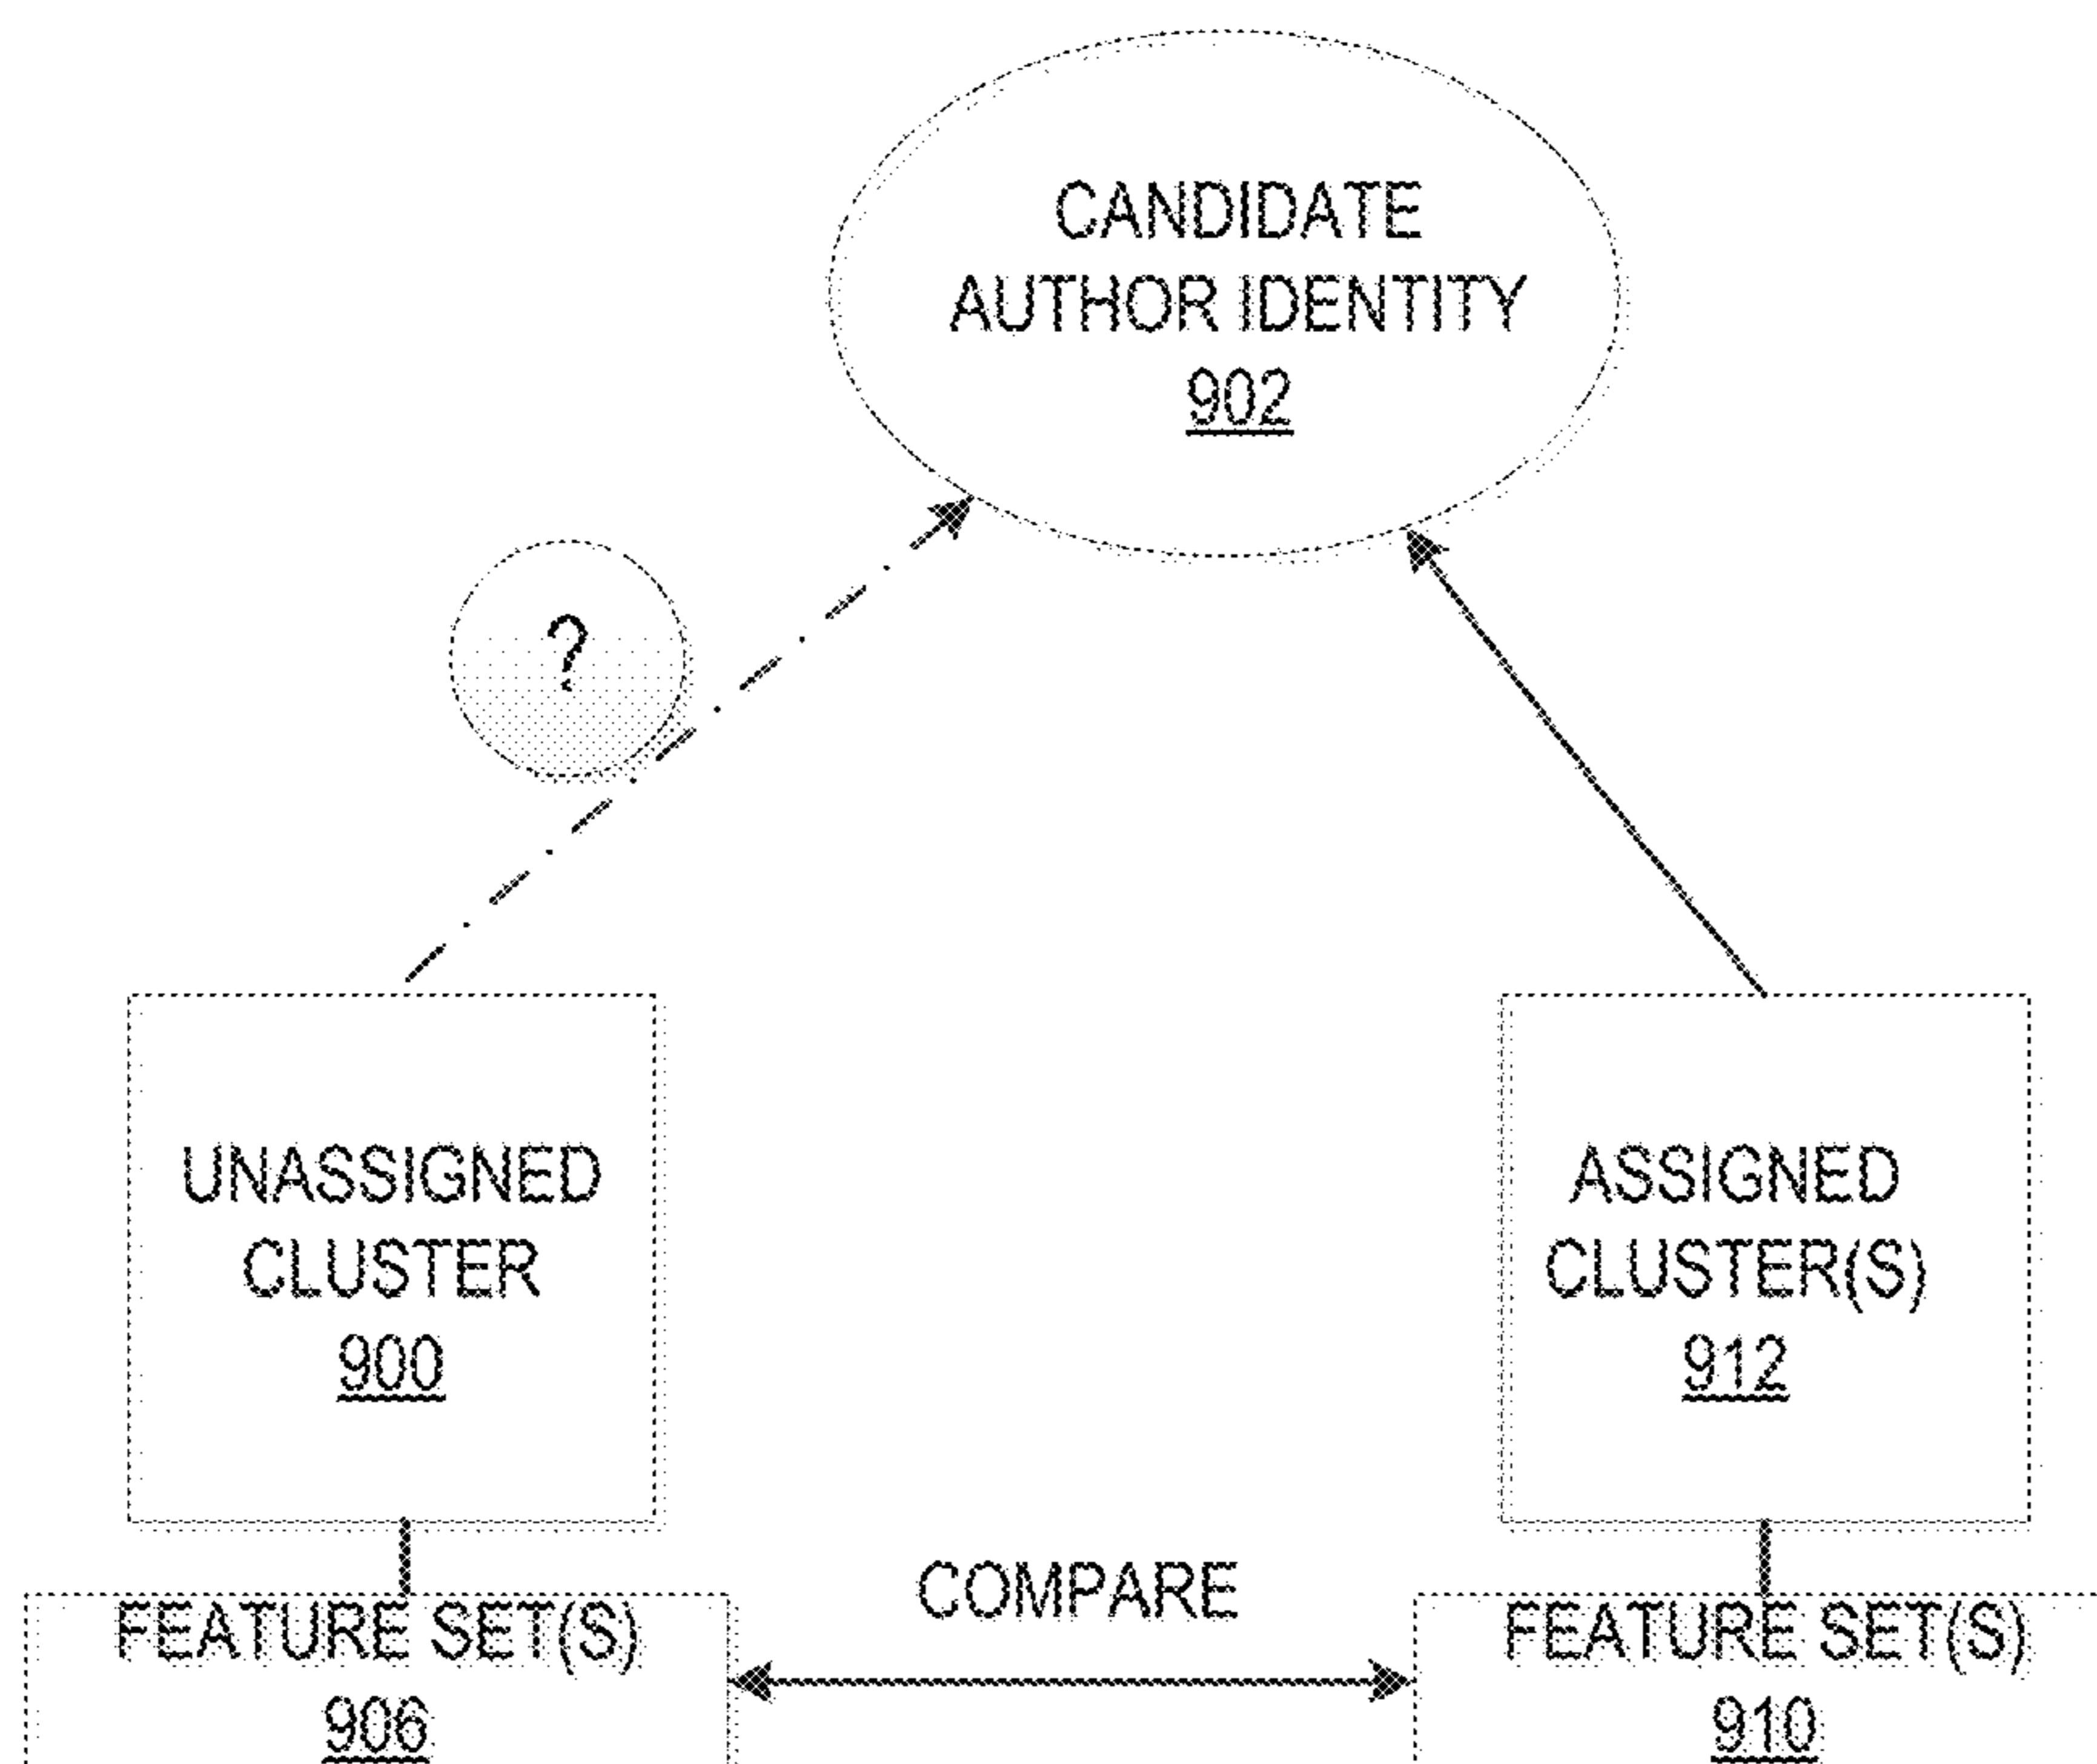 CANDIDATE
AUTHOR IDENTITY
902
?
UNASSIGNED
CLUSTER
900
ASSIGNED
CLUSTER(S)
912
COMPARE
FEATURE SET(S)
906
FEATURE SET(S)
910